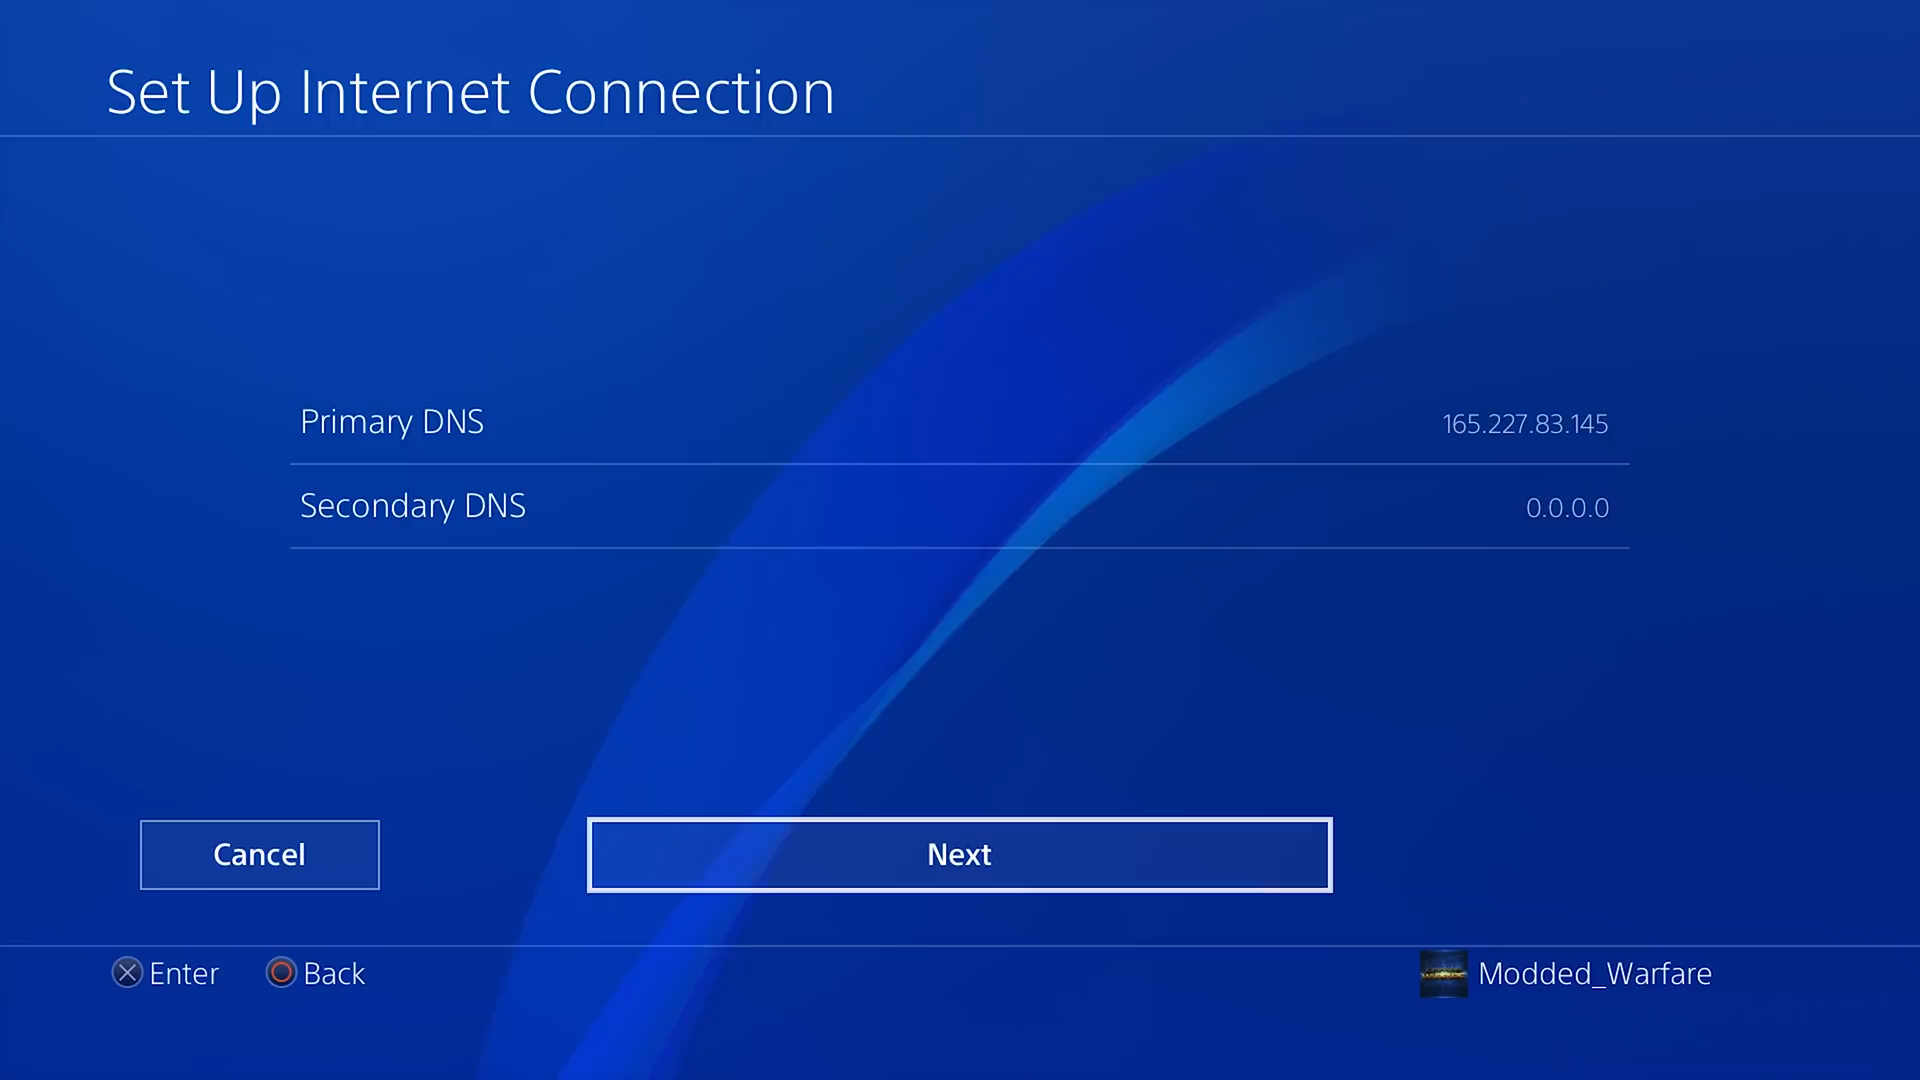 Set Up Internet Connection
Primary DNS 165.227.83.145
Secondary DNS 0.0.0.0
Cancel Next
Enter Back Modded_Warfare